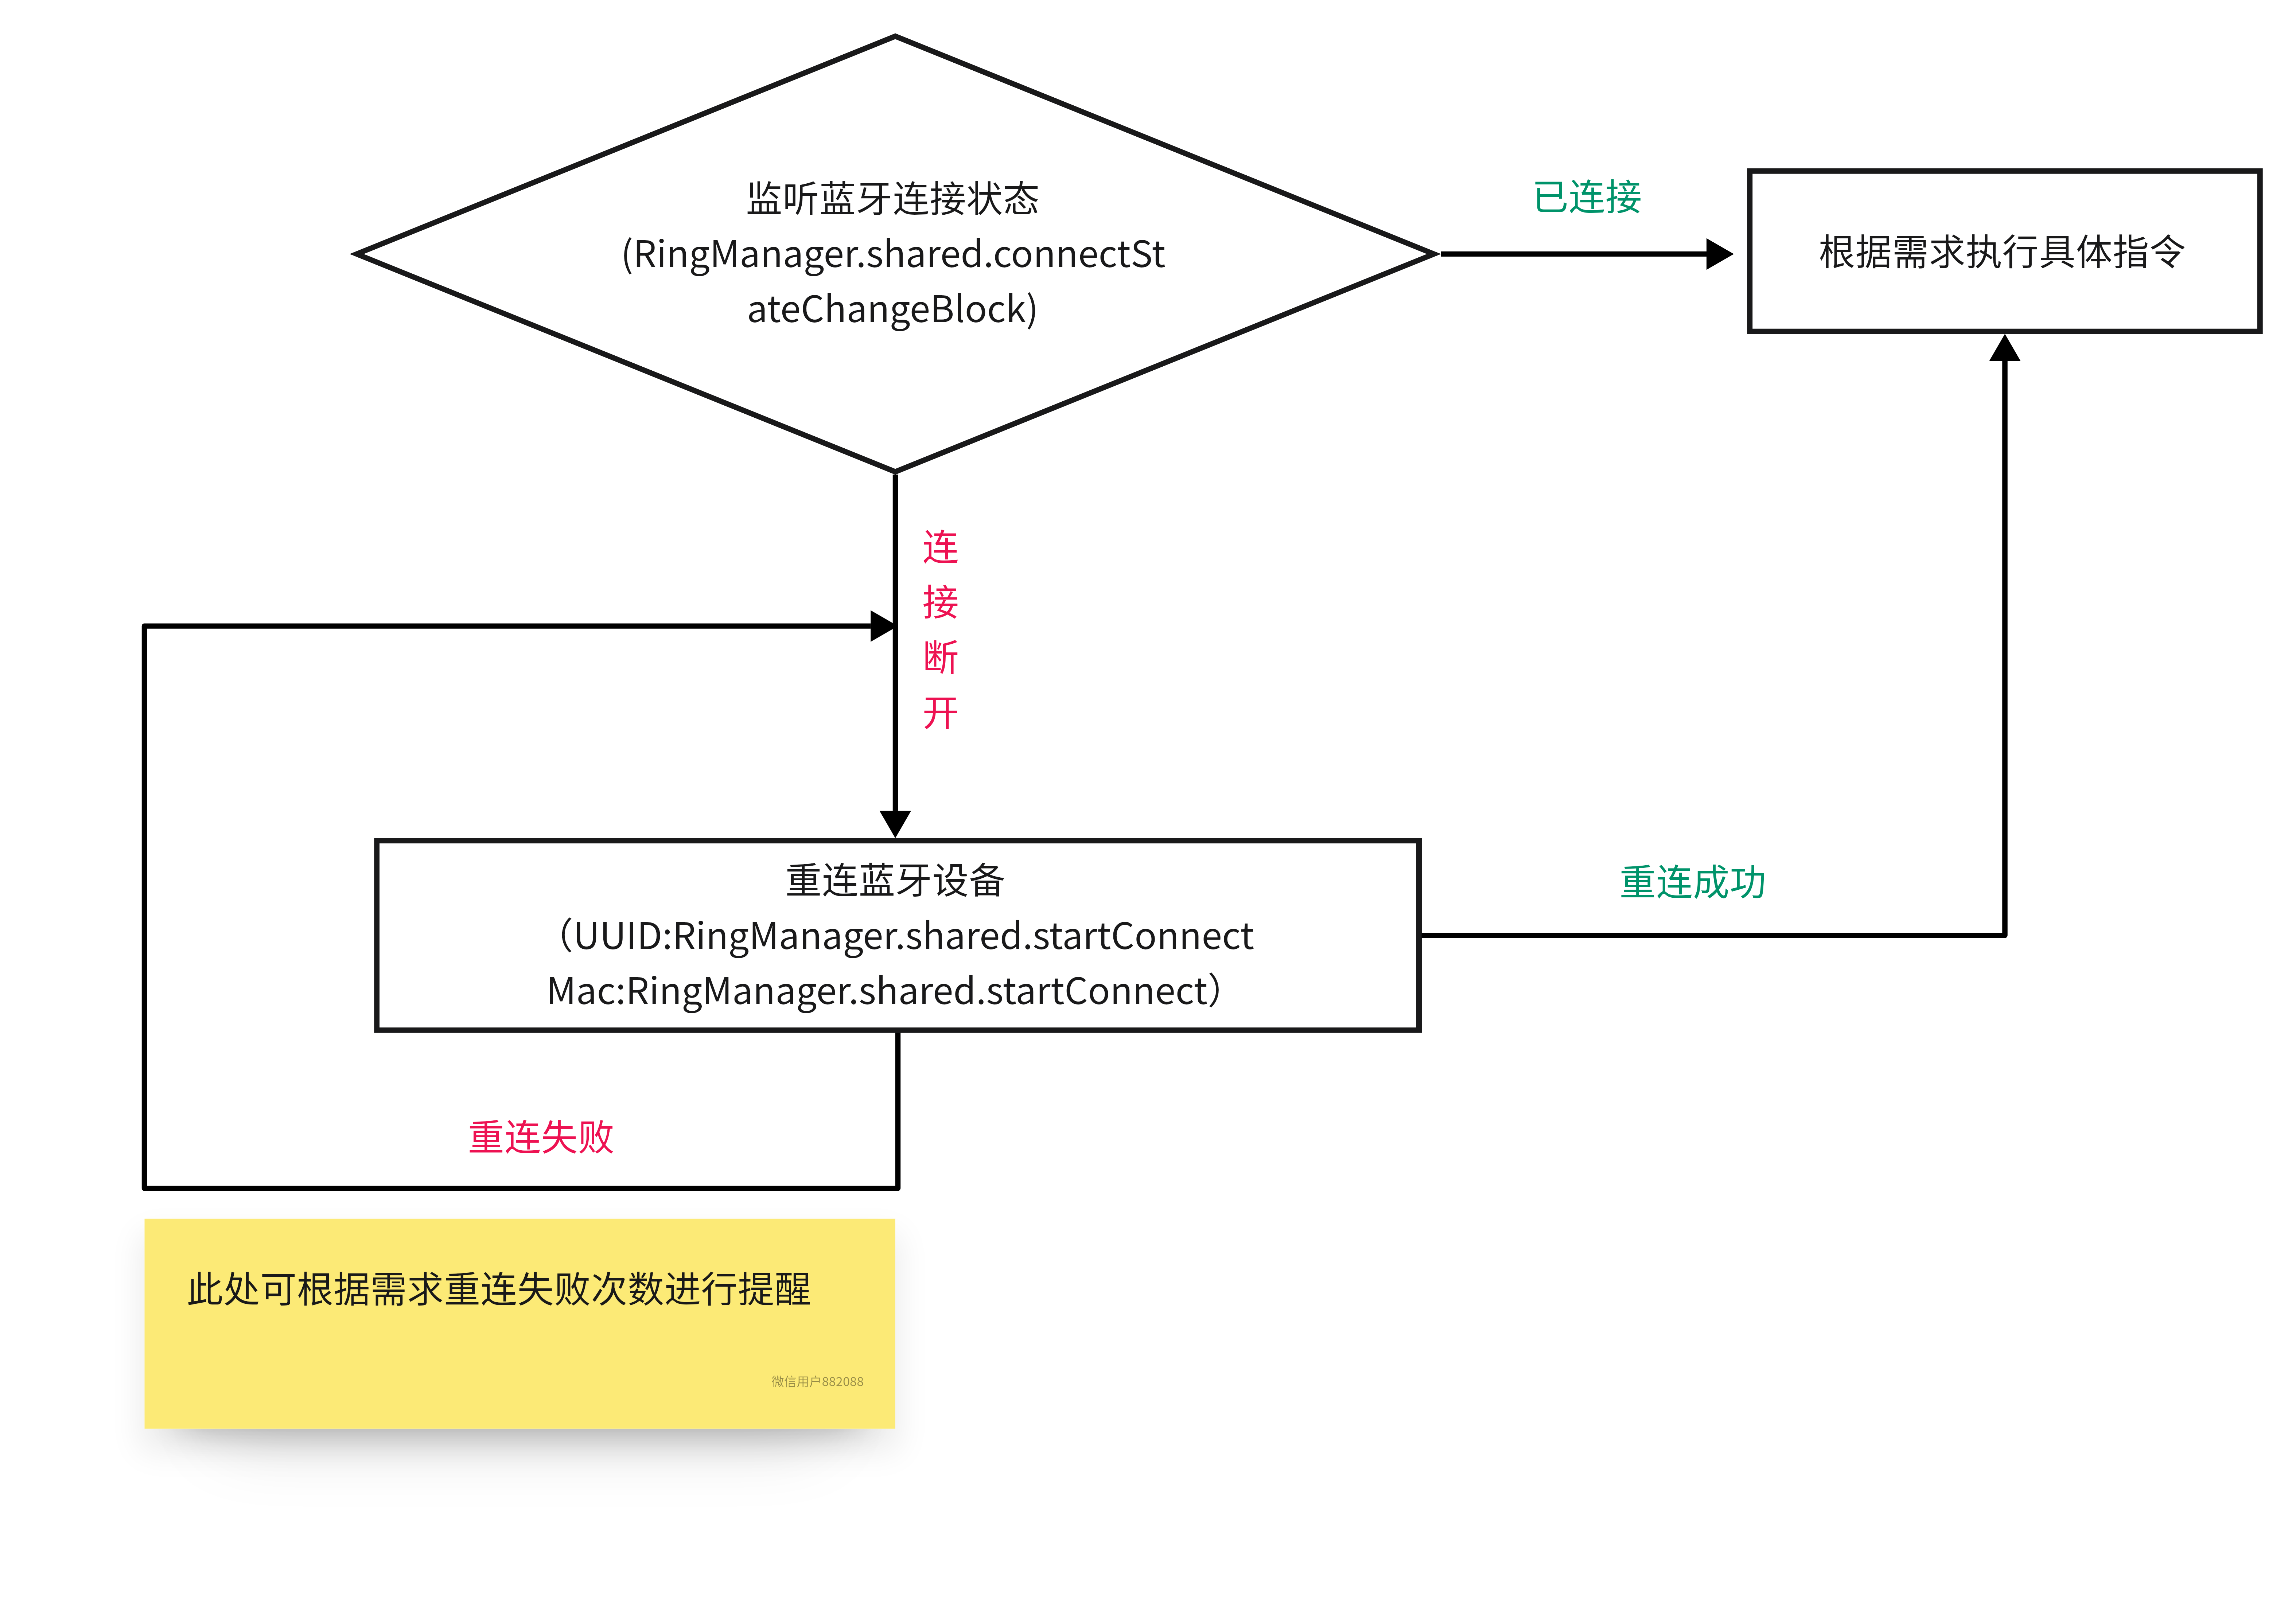 监听蓝牙连接状态
(RingManager.shared.connectSt
ateChangeBlock)
已连接
根据需求执行具体指令
连
接
断
开
重连蓝牙设备
（UUID:RingManager.shared.startConnect
Mac:RingManager.shared.startConnect）
重连成功
重连失败
此处可根据需求重连失败次数进行提醒
微信用户882088